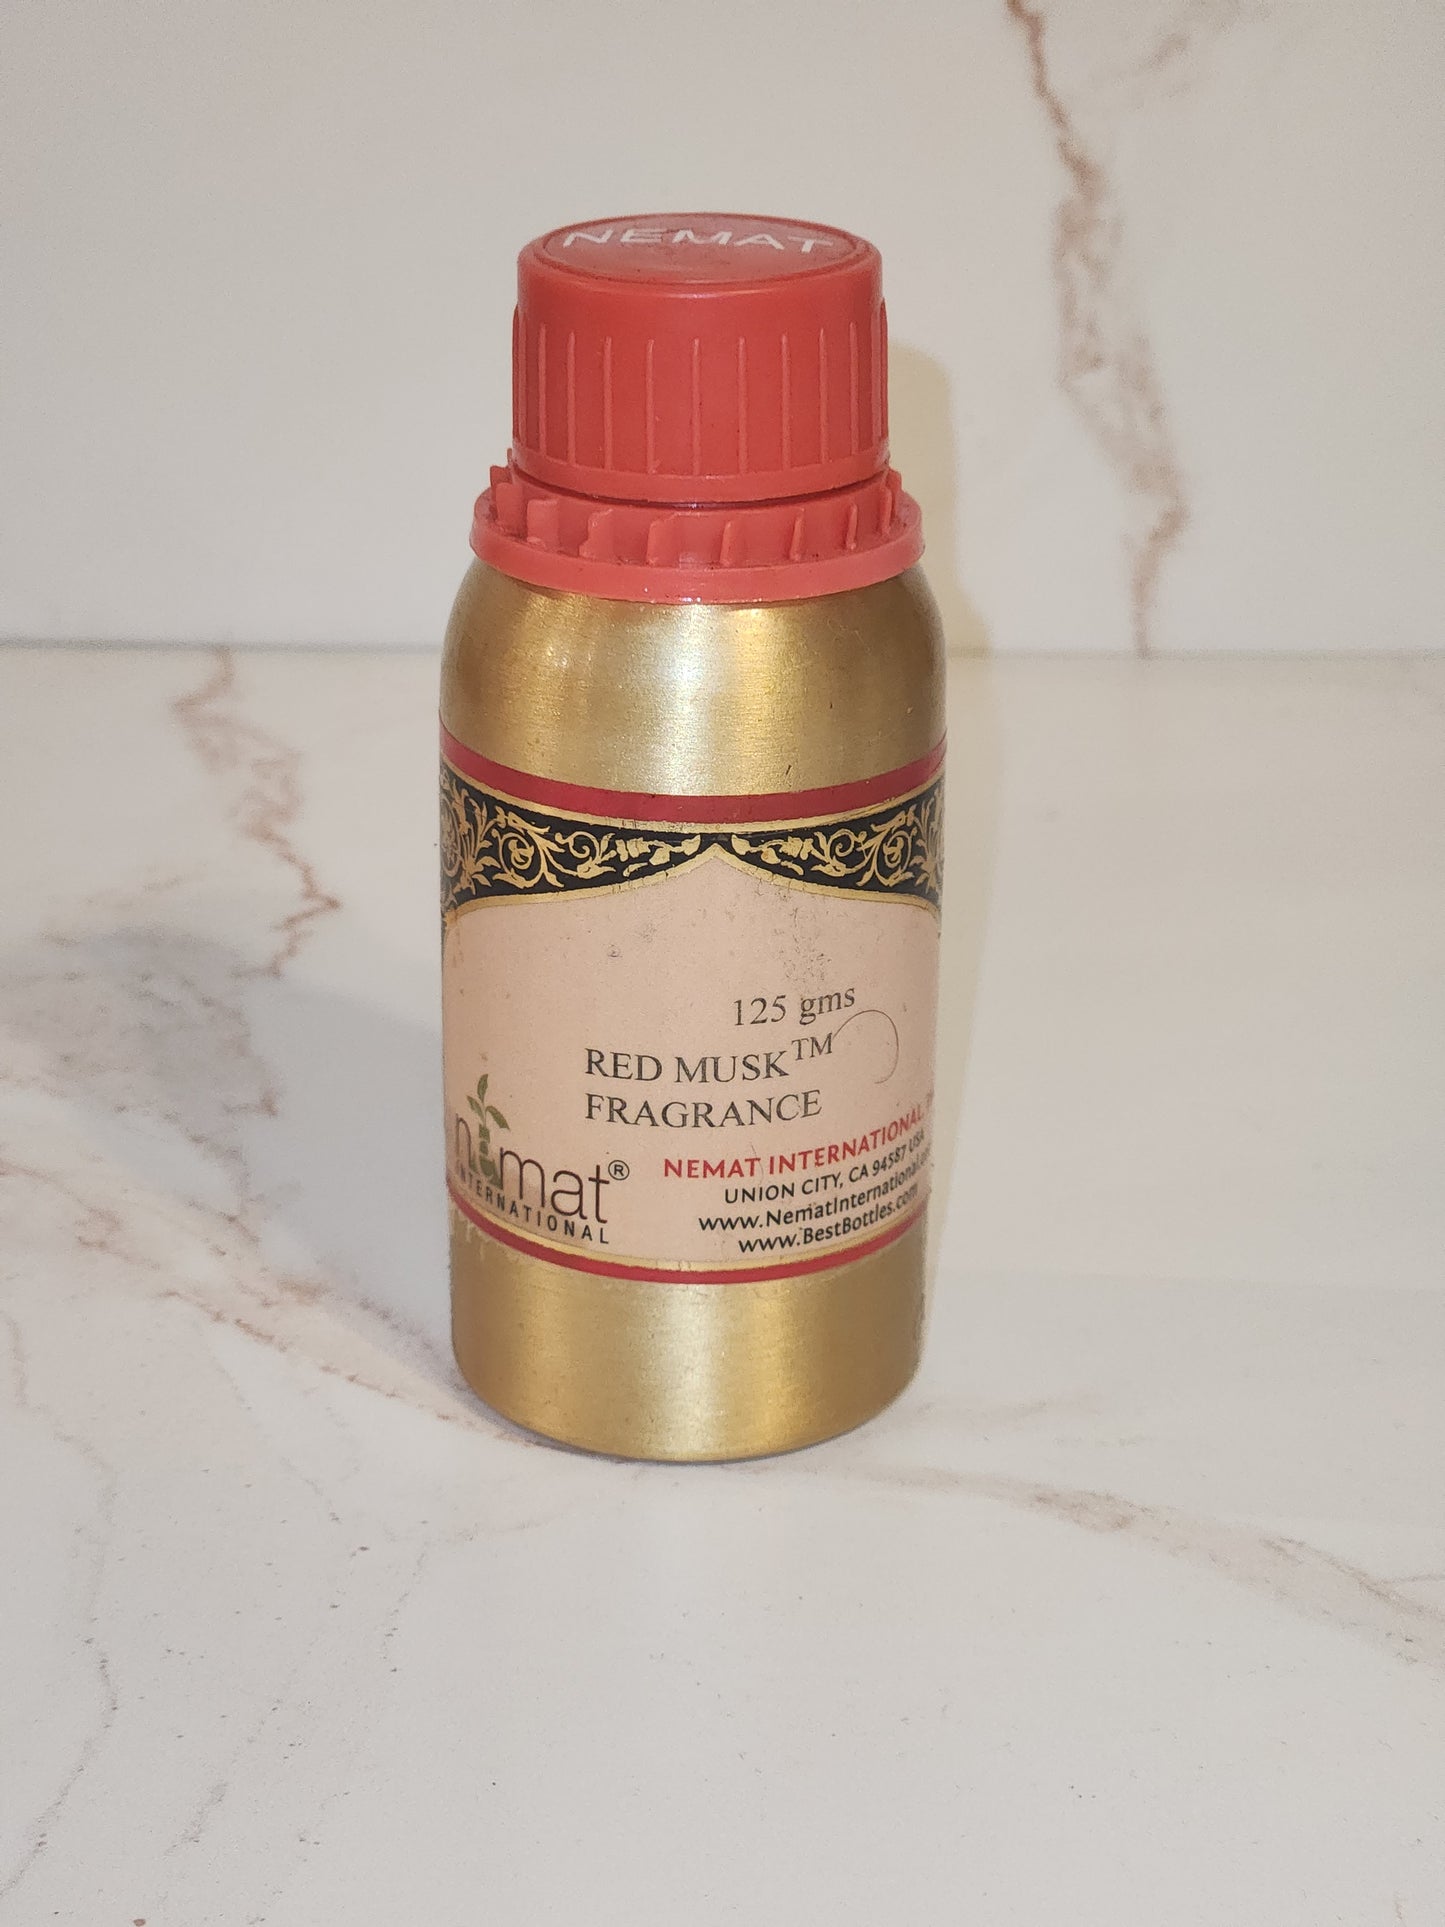 NEMAT
125 gms
RED MUSK™
FRAGRANCE
nemat®
INTERNATIONAL
NEMAT INTERNATIONAL
UNION CITY, CA 94587 USA
www.NematInternational.com
www.BestBottles.com